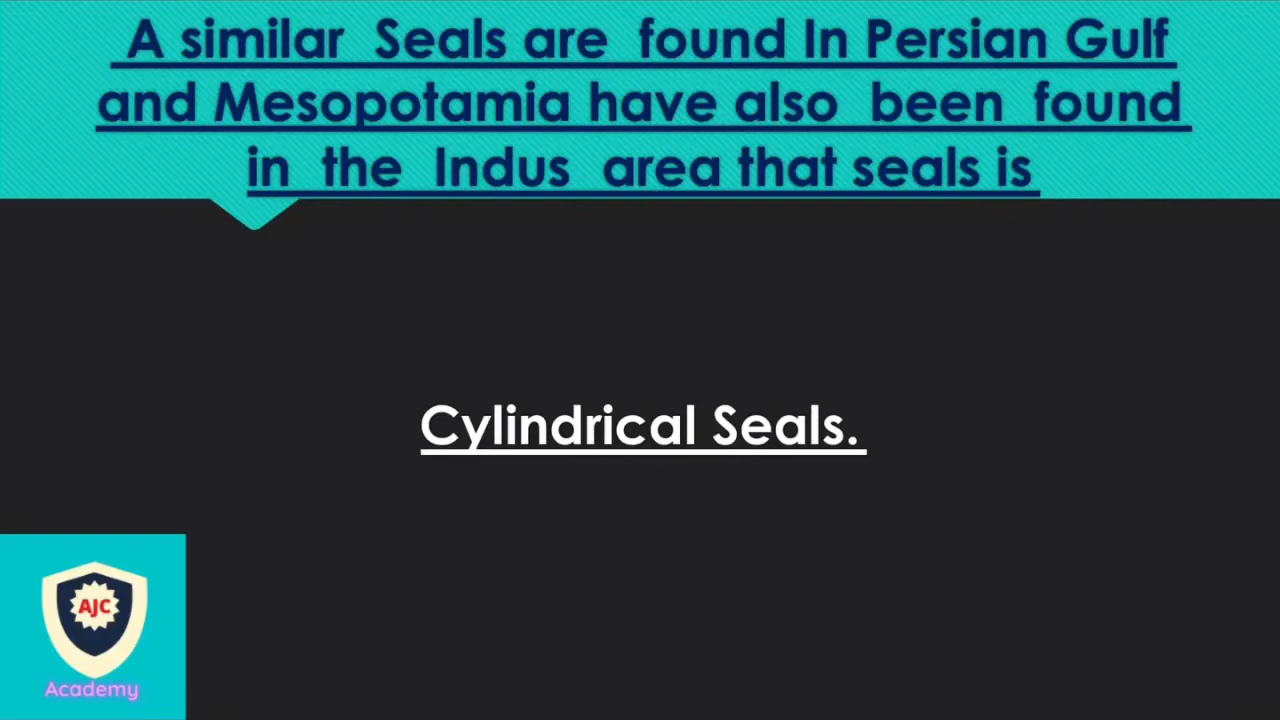 A similar Seals are found In Persian Gulf
and Mesopotamia have also been found
in the Indus area that seals is
Cylindrical Seals.
AJC
Academy